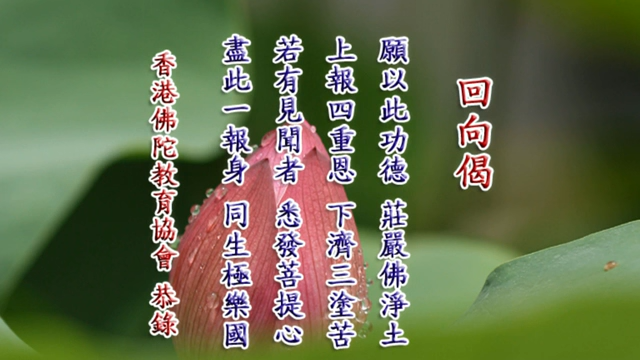 回向偈
願以此功德 莊嚴佛淨土
上報四重恩 下濟三塗苦
若有見聞者 悉發菩提心
盡此一報身 同生極樂國
香港佛陀教育協會 恭錄